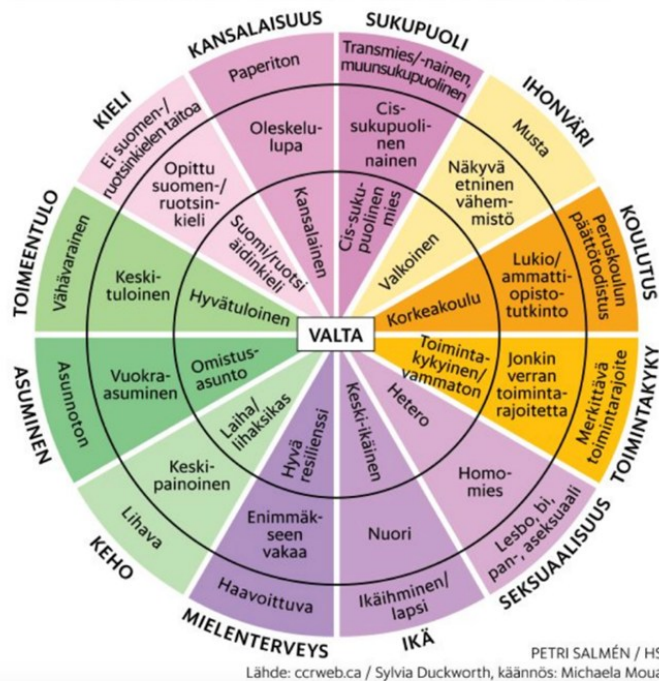 KANSALAISUUS
Paperiton
Oleskelu-
lupa
Kansalainen
SUKUPUOLI
Transmies/-nainen,
muunsukupuolinen
Cis-
sukupuoli-
nen
nainen
Cis-suku-
puolinen
mies
IHONVÄRI
Musta
Näkyvä
etninen
vähem-
mistö
Valkoinen
KOULUTUS
Peruskoulun
päättötodistus
Lukio/
ammatti-
opisto-
tutkinto
Korkeakoulu
TOIMINTAKYKY
Merkittävä
toimintarajoite
Jonkin
verran
toiminta-
rajoitetta
Toiminta-
kykyinen/
vammaton
SEKSUAALISUUS
Lesbo, bi,
pan-, aseksuaali
Homo-
mies
Hetero
IKÄ
Ikäihminen/
lapsi
Nuori
Keski-ikäinen
MIELENTERVEYS
Haavoittuva
Enimmäk-
seen
vakaa
Hyvä
resilienssi
KEHO
Lihava
Keski-
painoinen
Laiha/
lihaksikas
ASUMINEN
Asunnoton
Vuokra-
asuminen
Omistus-
asunto
TOIMEENTULO
Vähävarainen
Keski-
tuloinen
Hyvätuloinen
KIELI
Ei suomen-/
ruotsinkielen taitoa
Opittu
suomen-/
ruotsin-
kieli
Suomi/ruotsi
äidinkieli
VALTA
PETRI SALMÉN / HS
Lähde: ccrweb.ca / Sylvia Duckworth, käännös: Michaela Moua